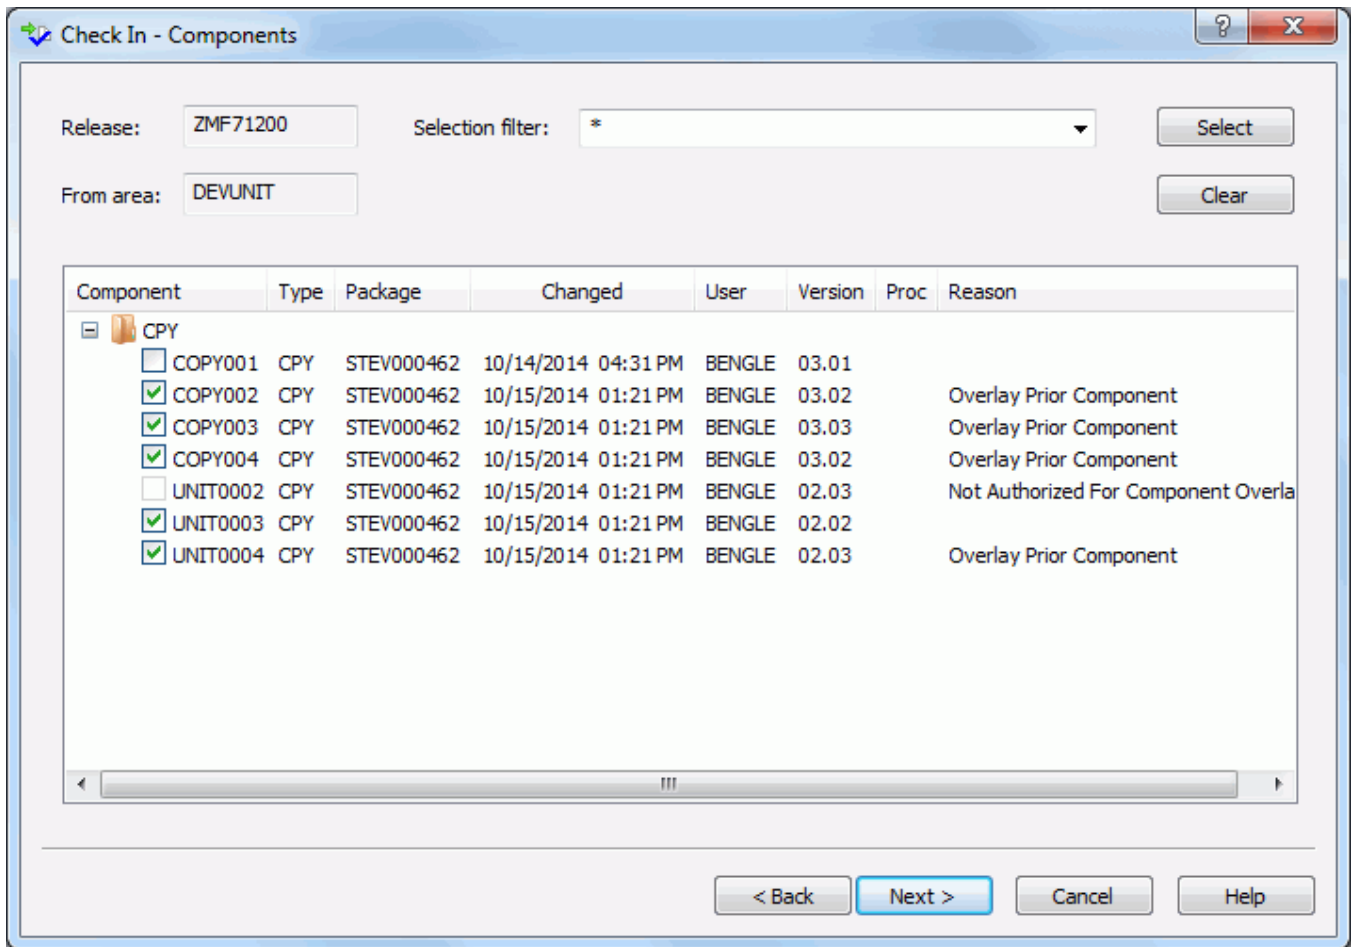 Check In - Components
Release: ZMF71200 Selection filter: * Select
From area: DEVUNIT Clear
Component Type Package Changed User Version Proc Reason
CPY
COPY001 CPY STEV000462 10/14/2014 04:31 PM BENGLE 03.01
COPY002 CPY STEV000462 10/15/2014 01:21 PM BENGLE 03.02 Overlay Prior Component
COPY003 CPY STEV000462 10/15/2014 01:21 PM BENGLE 03.03 Overlay Prior Component
COPY004 CPY STEV000462 10/15/2014 01:21 PM BENGLE 03.02 Overlay Prior Component
UNIT0002 CPY STEV000462 10/15/2014 01:21 PM BENGLE 02.03 Not Authorized For Component Overla
UNIT0003 CPY STEV000462 10/15/2014 01:21 PM BENGLE 02.02
UNIT0004 CPY STEV000462 10/15/2014 01:21 PM BENGLE 02.03 Overlay Prior Component
< Back Next > Cancel Help